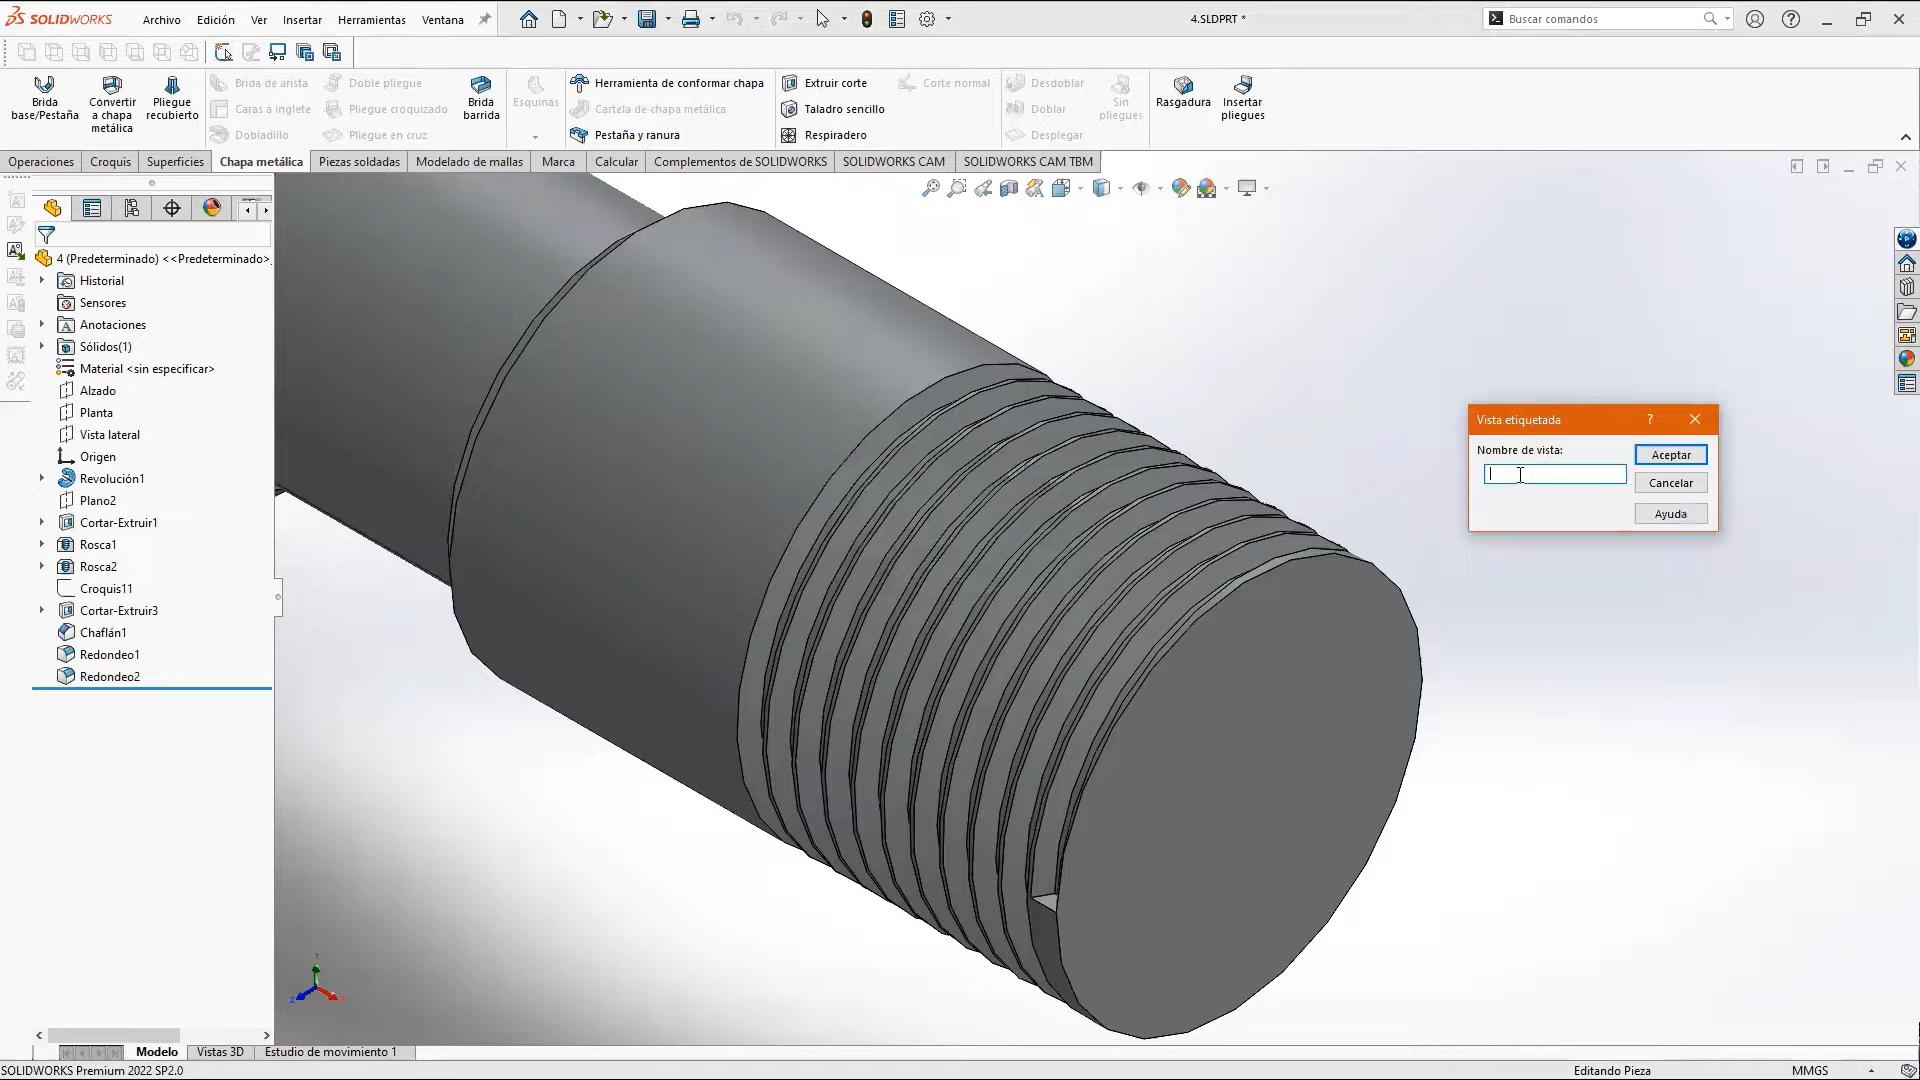 SOLIDWORKS Archivo Edición Ver Insertar Herramientas Ventana 4.SLDPRT * Buscar comandos
Brida base/Pestaña
Convertir a chapa metálica
Pliegue recubierto
Brida de arista
Caras a inglete
Dobladillo
Doble pliegue
Pliegue croquizado
Pliegue en cruz
Brida barrida
Esquinas
Herramienta de conformar chapa
Cartela de chapa metálica
Pestaña y ranura
Extruir corte
Taladro sencillo
Respiradero
Corte normal
Desdoblar
Doblar
Desplegar
Sin pliegues
Rasgadura
Insertar pliegues
Operaciones Croquis Superficies Chapa metálica Piezas soldadas Modelado de mallas Marca Calcular Complementos de SOLIDWORKS SOLIDWORKS CAM SOLIDWORKS CAM TBM
4 (Predeterminado) <<Predeterminado>
Historial
Sensores
Anotaciones
Sólidos(1)
Material <sin especificar>
Alzado
Planta
Vista lateral
Origen
Revolución1
Plano2
Cortar-Extruir1
Rosca1
Rosca2
Croquis11
Cortar-Extruir3
Chaflán1
Redondeo1
Redondeo2
Vista etiquetada ?
Nombre de vista:
Aceptar
Cancelar
Ayuda
Modelo Vistas 3D Estudio de movimiento 1
SOLIDWORKS Premium 2022 SP2.0 Editando Pieza MMGS